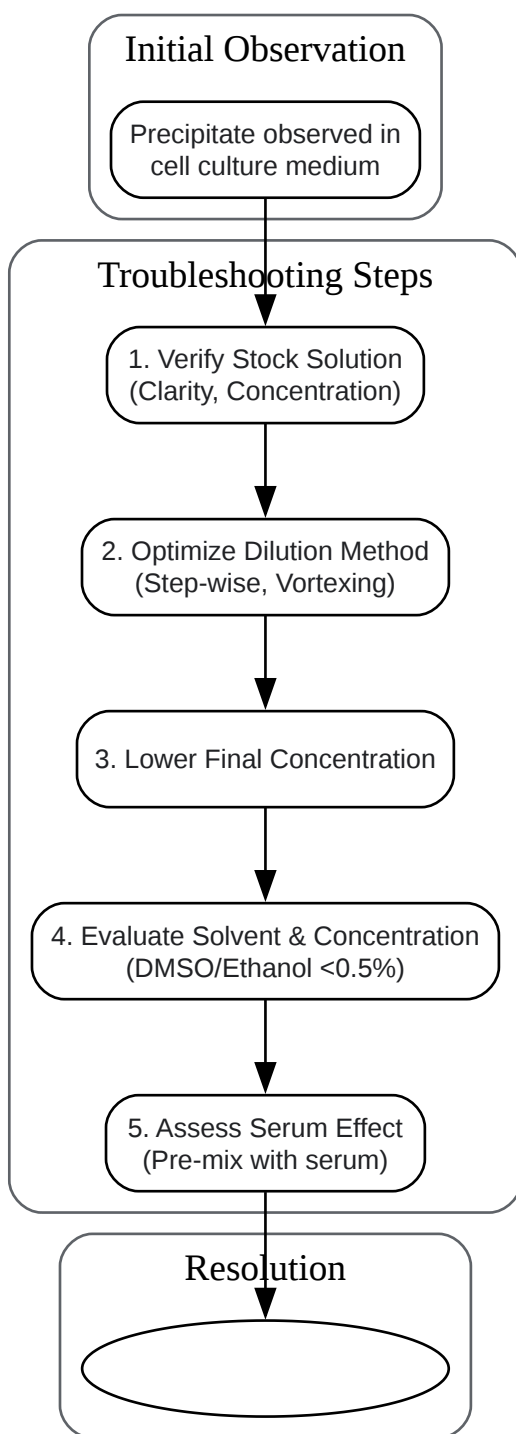 Initial Observation
Precipitate observed in
cell culture medium
Troubleshooting Steps
1. Verify Stock Solution
(Clarity, Concentration)
2. Optimize Dilution Method
(Step-wise, Vortexing)
3. Lower Final Concentration
4. Evaluate Solvent & Concentration
(DMSO/Ethanol <0.5%)
5. Assess Serum Effect
(Pre-mix with serum)
Resolution